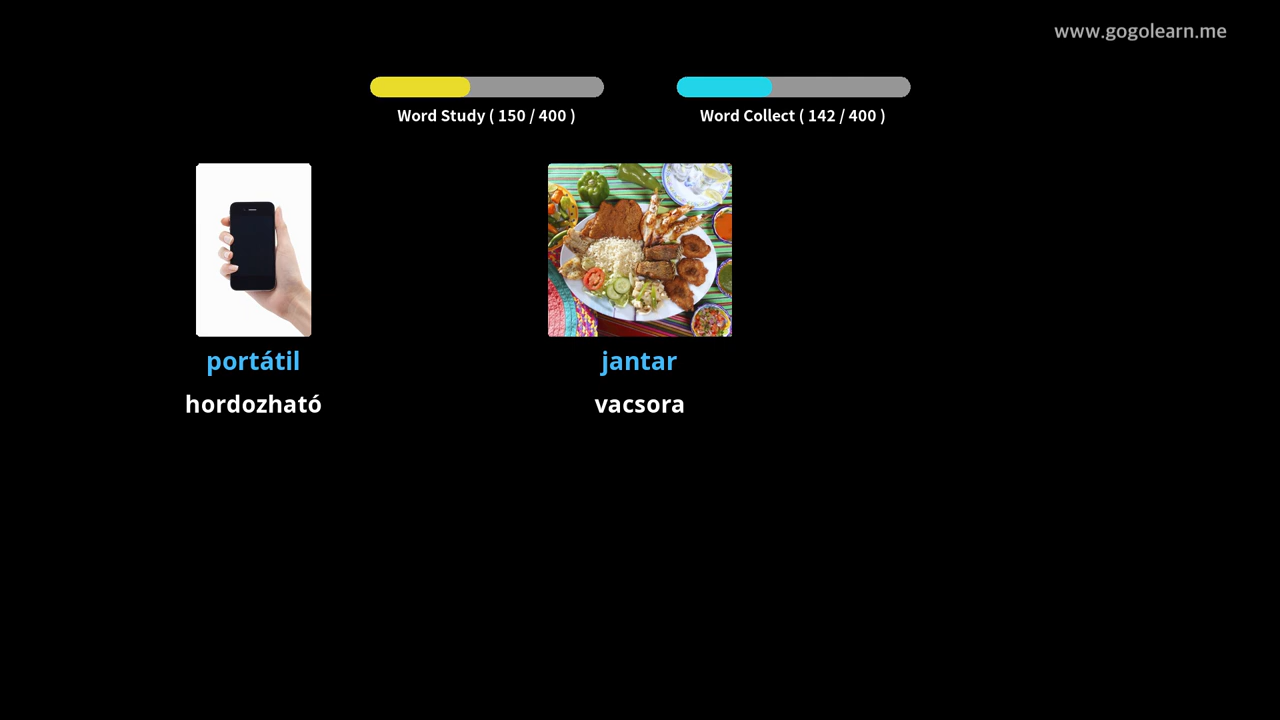 www.gogolearn.me
Word Study ( 150 / 400 )
Word Collect ( 142 / 400 )
portátil
jantar
hordozható
vacsora